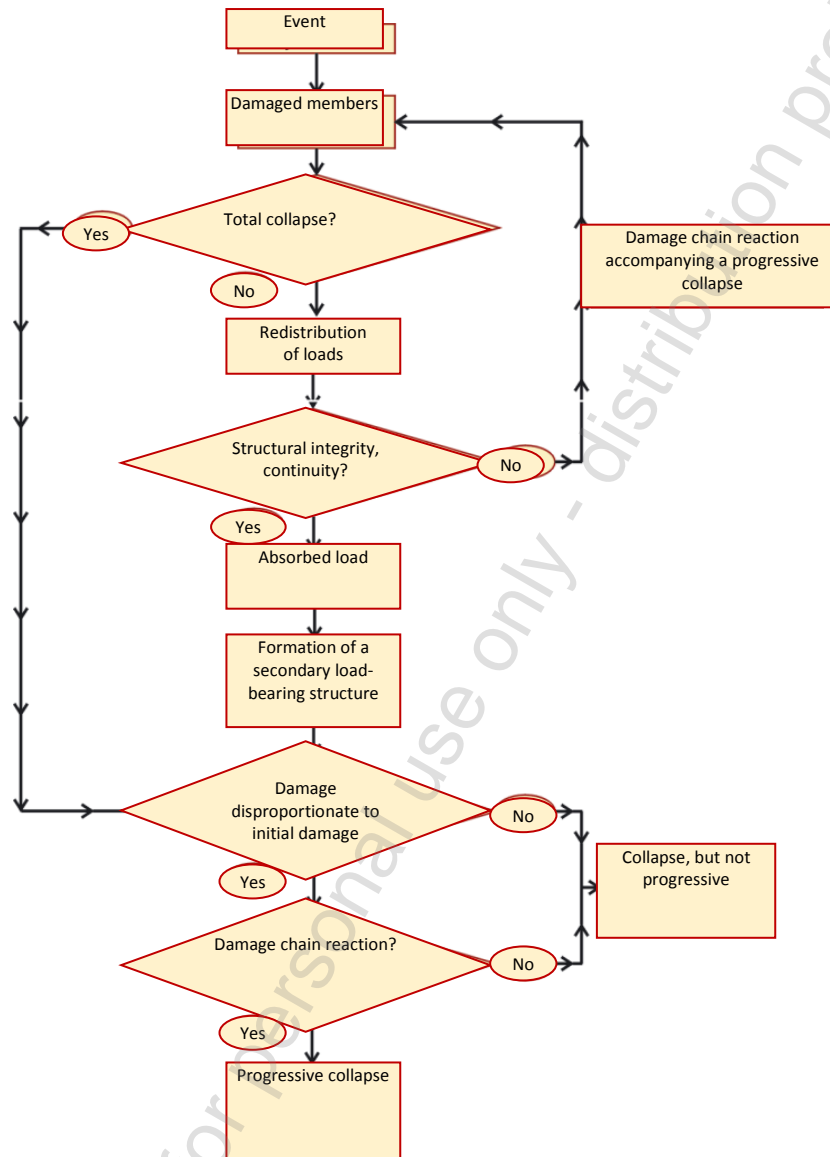 Event
Damaged members
Total collapse?
Yes
No
Damage chain reaction
accompanying a progressive
collapse
Redistribution
of loads
Structural integrity,
continuity?
No
Yes
Absorbed load
Formation of a
secondary load-
bearing structure
Damage
disproportionate to
initial damage
No
Yes
Collapse, but not
progressive
Damage chain reaction?
No
Yes
Progressive collapse
for personal use only - distribution